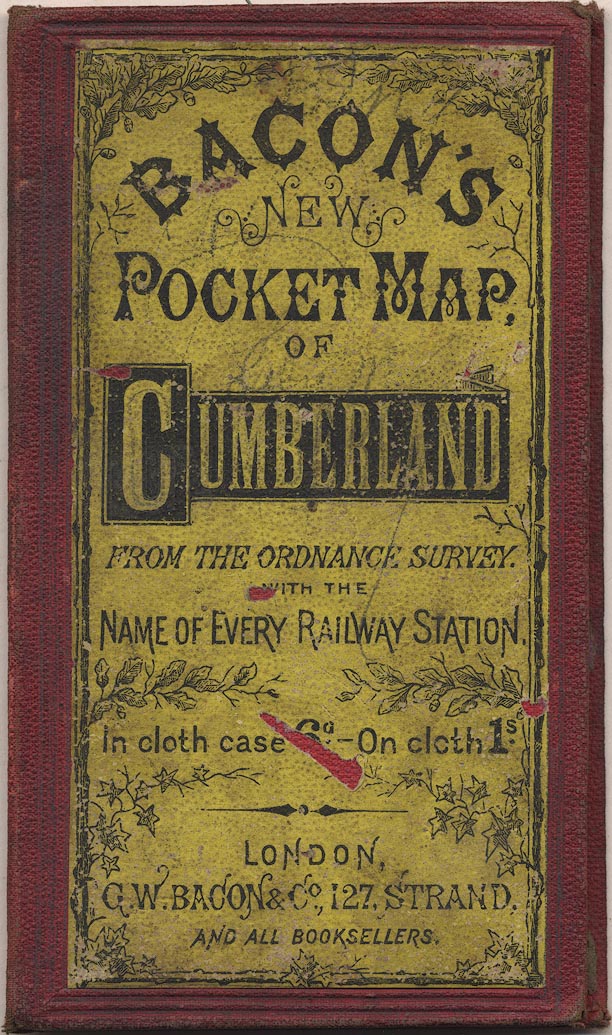 BACON'S
NEW
POCKET MAP,
OF
CUMBERLAND
FROM THE ORDNANCE SURVEY.
WITH THE
NAME OF EVERY RAILWAY STATION.
In cloth case 6d.–On cloth 1s.
LONDON,
G.W. BACON & Co., 127, STRAND.
AND ALL BOOKSELLERS.